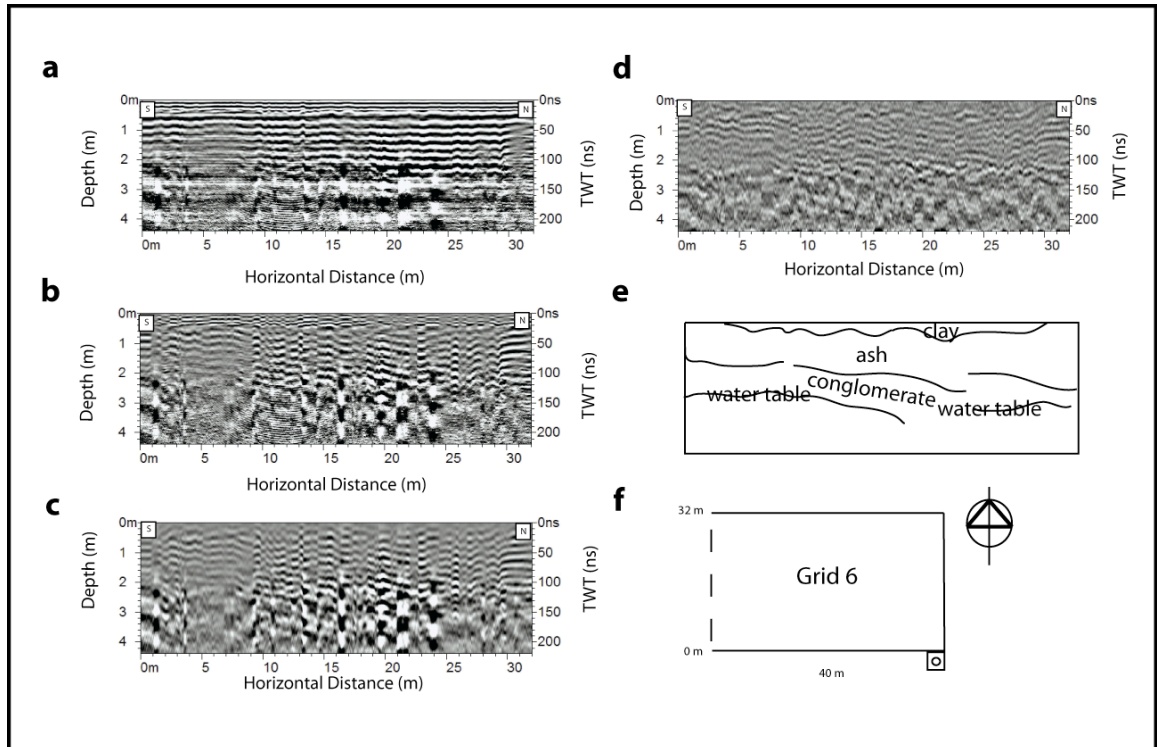 a
S
N
0m
1
2
3
4
Depth (m)
0ns
50
100
150
200
TWT (ns)
0m 5 10 15 20 25 30
Horizontal Distance (m)
b
S
N
0m
1
2
3
4
Depth (m)
0ns
50
100
150
200
TWT (ns)
0m 5 10 15 20 25 30
Horizontal Distance (m)
c
S
N
0m
1
2
3
4
Depth (m)
0ns
50
100
150
200
TWT (ns)
0m 5 10 15 20 25 30
Horizontal Distance (m)
d
S
N
0m
1
2
3
4
Depth (m)
0ns
50
100
150
200
TWT (ns)
0m 5 10 15 20 25 30
Horizontal Distance (m)
e
clay
ash
conglomerate
water table
water table
f
32 m
Grid 6
0 m
40 m